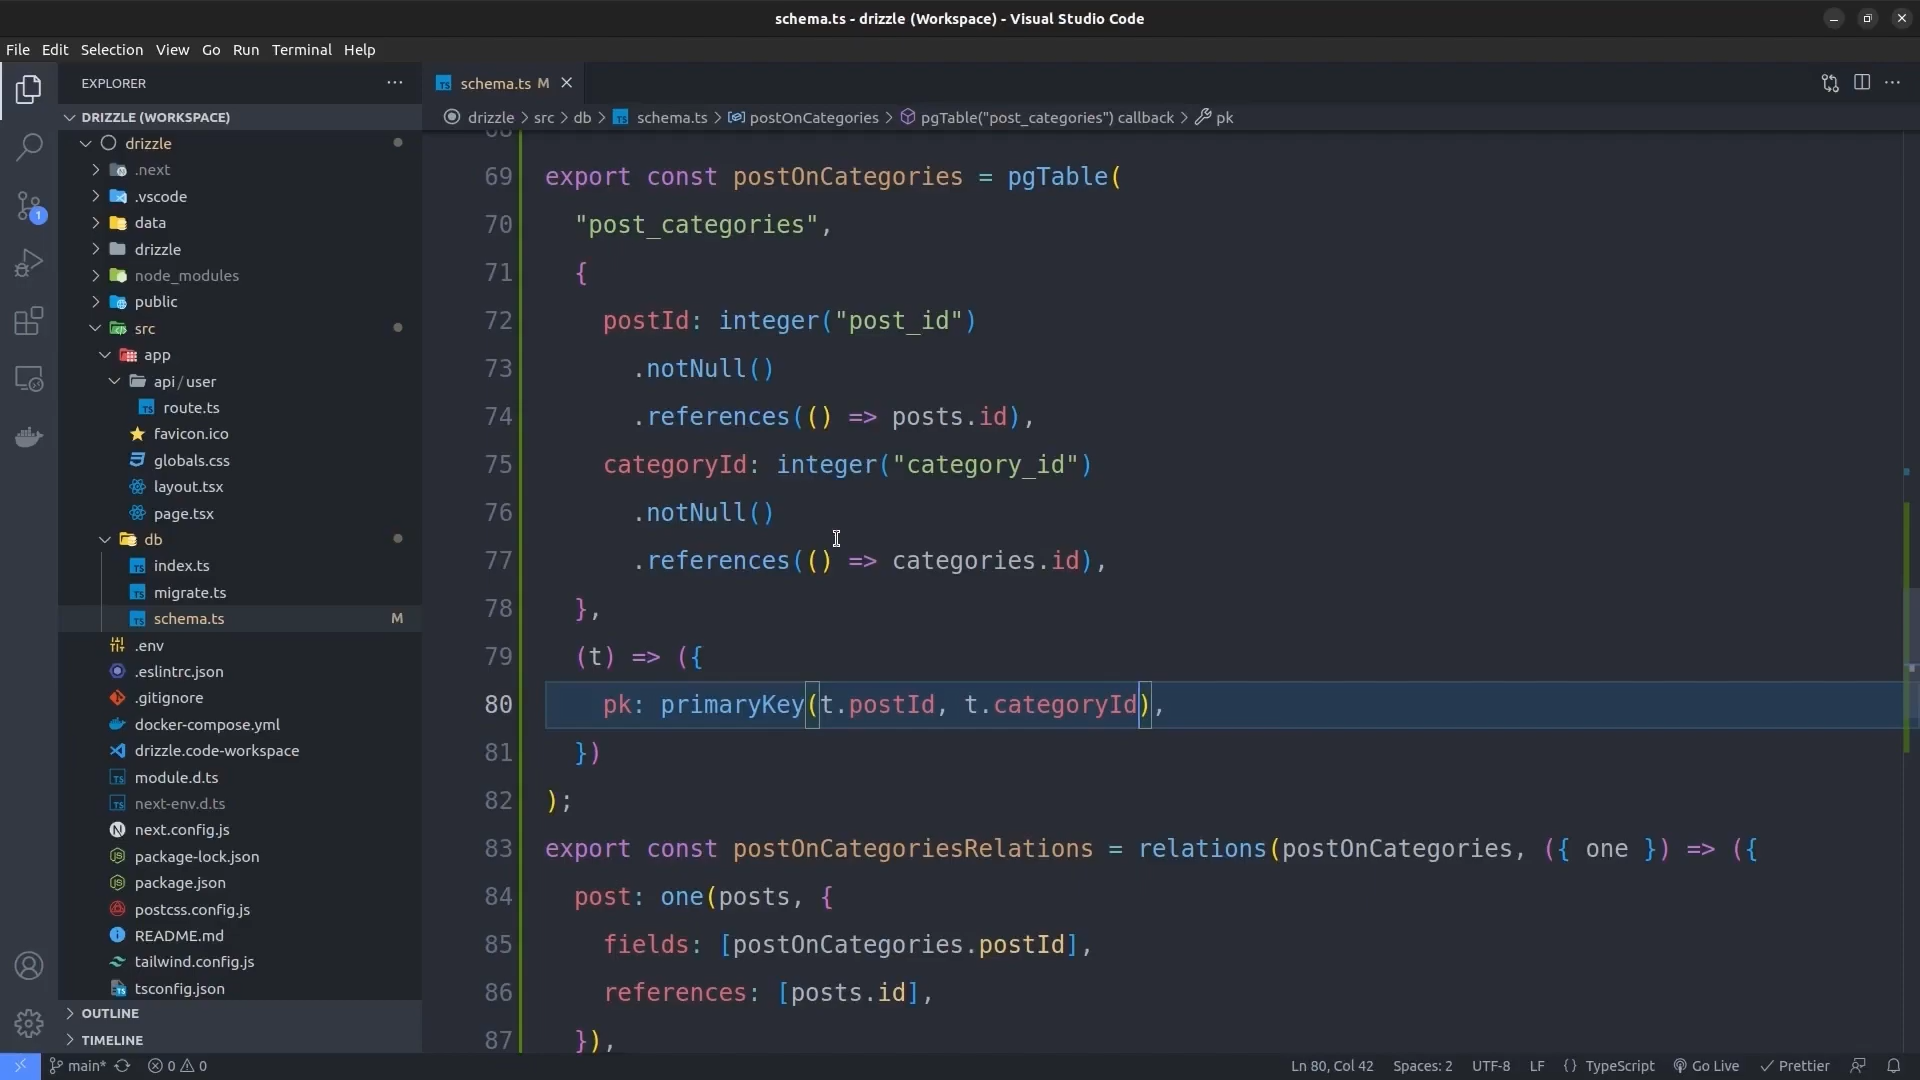 schema.ts - drizzle (Workspace) - Visual Studio Code
File Edit Selection View Go Run Terminal Help
EXPLORER
DRIZZLE (WORKSPACE)
drizzle
.next
.vscode
data
drizzle
node_modules
public
src
app
api / user
route.ts
favicon.ico
globals.css
layout.tsx
page.tsx
db
index.ts
migrate.ts
schema.ts M
.env
.eslintrc.json
.gitignore
docker-compose.yml
drizzle.code-workspace
module.d.ts
next-env.d.ts
next.config.js
package-lock.json
package.json
postcss.config.js
README.md
tailwind.config.js
tsconfig.json
OUTLINE
TIMELINE
1
schema.ts M
drizzle > src > db > schema.ts > postOnCategories > pgTable("post_categories") callback > pk
68
69 export const postOnCategories = pgTable(
70 "post_categories",
71 {
72 postId: integer("post_id")
73 .notNull()
74 .references(() => posts.id),
75 categoryId: integer("category_id")
76 .notNull()
77 .references(() => categories.id),
78 },
79 (t) => ({
80 pk: primaryKey(t.postId, t.categoryId),
81 })
82 );
83 export const postOnCategoriesRelations = relations(postOnCategories, ({ one }) => ({
84 post: one(posts, {
85 fields: [postOnCategories.postId],
86 references: [posts.id],
87 }),
main* 0 0 Ln 80, Col 42 Spaces: 2 UTF-8 LF {} TypeScript Go Live Prettier